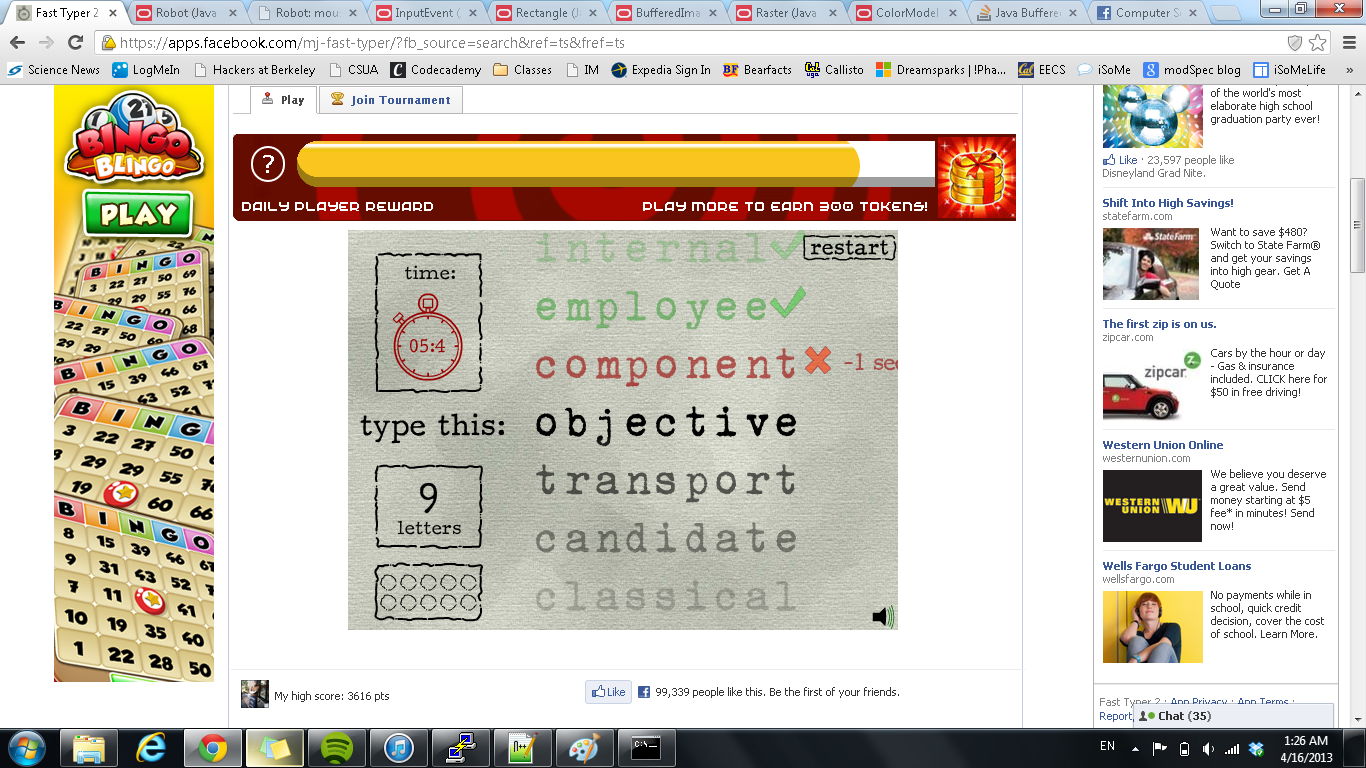 Fast Typer 2
Robot (Java
Robot: mou
InputEvent (
Rectangle (J
BufferedIma
Raster (Java
ColorModel
Java Buffere
Computer S
https://apps.facebook.com/mj-fast-typer/?fb_source=search&ref=ts&fref=ts
Science News
LogMeIn
Hackers at Berkeley
CSUA
Codecademy
Classes
IM
Expedia Sign In
Bearfacts
Callisto
Dreamsparks | !Pha...
EECS
iSoMe
modSpec blog
iSoMeLife
»
BINGO
BLINGO
PLAY
Play
Join Tournament
?
DAILY PLAYER REWARD
PLAY MORE TO EARN 300 TOKENS!
time:
05:4
internal
restart
employee
component
-1 sec
type this:
objective
9
letters
transport
candidate
classical
My high score: 3616 pts
Like
99,339 people like this. Be the first of your friends.
of the world's most
elaborate high school
graduation party ever!
Like · 23,597 people like
Disneyland Grad Nite.
Shift Into High Savings!
statefarm.com
StateFarm
Want to save $480?
Switch to State Farm®
and get your savings
into high gear. Get A
Quote
The first zip is on us.
zipcar.com
zipcar
Cars by the hour or day
- Gas & insurance
included. CLICK here for
$50 in free driving!
Western Union Online
westernunion.com
WESTERN
UNION
WU
We believe you deserve
a great value. Send
money starting at $5
fee* in minutes! Send
now!
Wells Fargo Student Loans
wellsfargo.com
No payments while in
school, quick credit
decision, cover the cost
of school. Learn More.
Fast Typer 2 · App Privacy · App Terms ·
Report
Chat (35)
EN
1:26 AM
4/16/2013